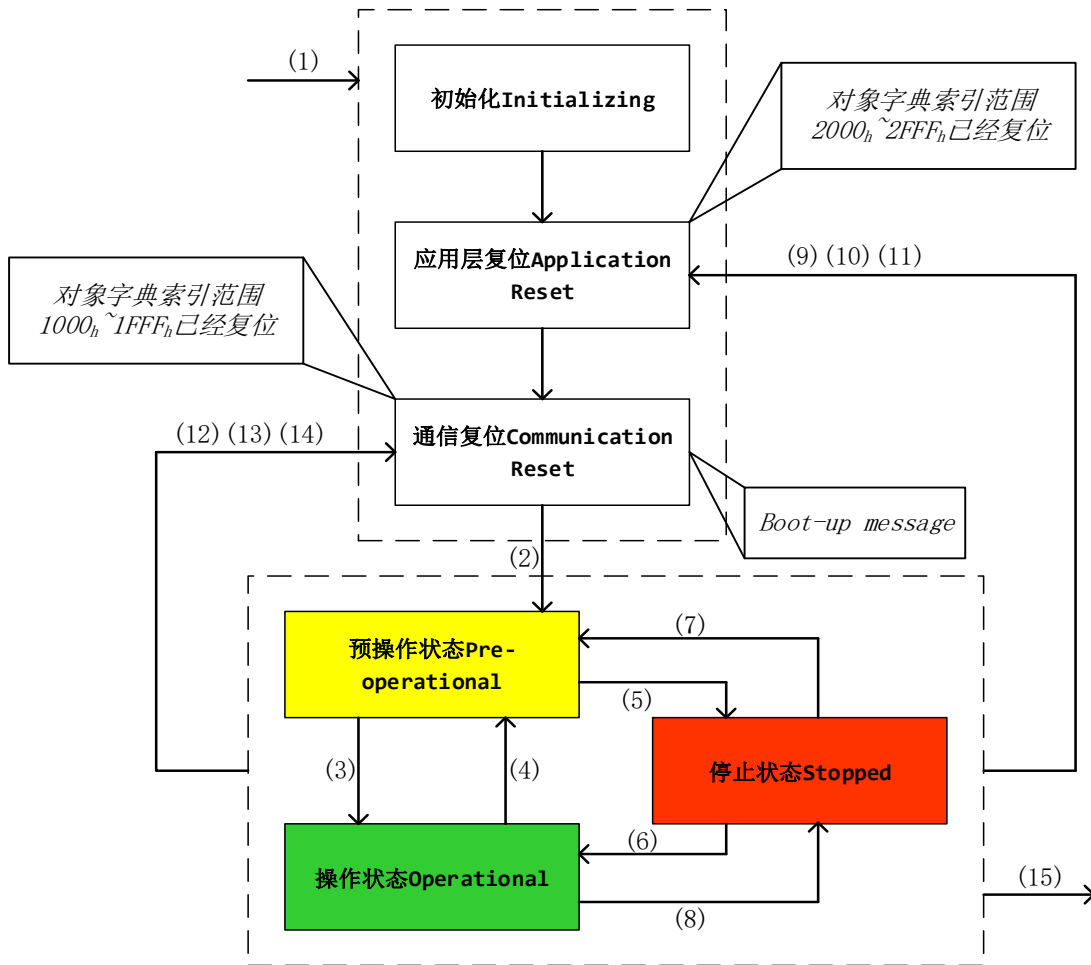 (1)
初始化Initializing
对象字典索引范围
2000h~2FFFh已经复位
应用层复位Application
Reset
(9)(10)(11)
对象字典索引范围
1000h~1FFFh已经复位
(12)(13)(14)
通信复位Communication
Reset
Boot-up message
(2)
预操作状态Pre-
operational
(7)
(5)
(3)
(4)
停止状态Stopped
(6)
操作状态Operational
(8)
(15)